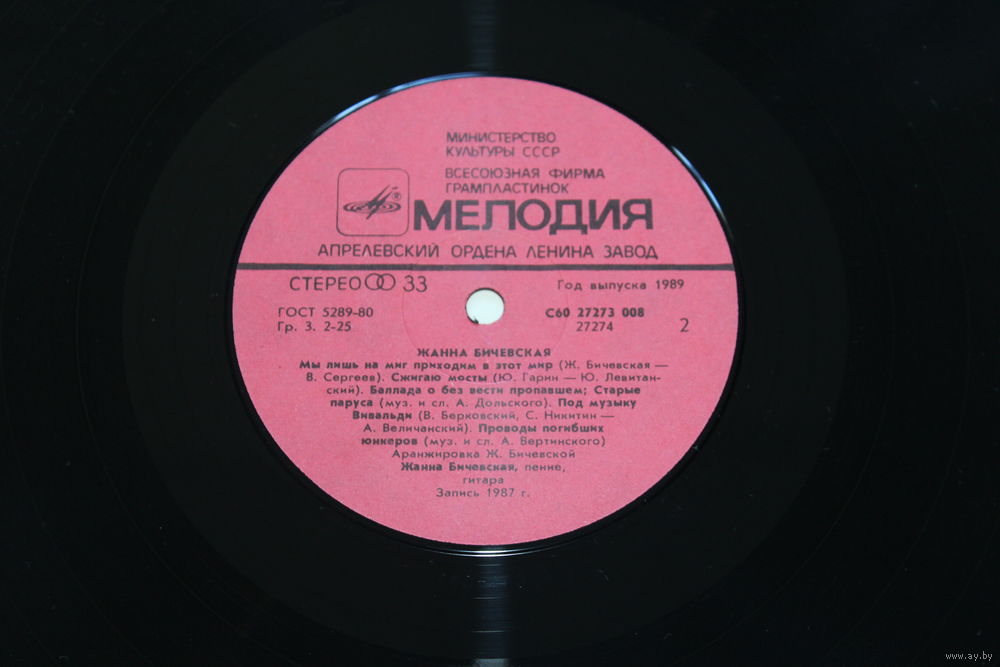 МИНИСТЕРСТВО
КУЛЬТУРЫ СССР
ВСЕСОЮЗНАЯ ФИРМА
ГРАМПЛАСТИНОК
®
МЕЛОДИЯ
АПРЕЛЕВСКИЙ ОРДЕНА ЛЕНИНА ЗАВОД
СТЕРЕО 33
Год выпуска 1989
ГОСТ 5289-80
С60 27273 008
Гр. 3. 2-25
27274
2
ЖАННА БИЧЕВСКАЯ
Мы лишь на миг приходим в этот мир (Ж. Бичевская —
В. Сергеев). Сжигаю мосты (Ю. Гарин — Ю. Левитан-
ский). Баллада о без вести пропавшем; Старые
паруса (муз. и сл. А. Дольского). Под музыку
Вивальди (В. Берковский, С. Никитин —
А. Величанский). Проводы погибших
юнкеров (муз. и сл. А. Вертинского)
Аранжировка Ж. Бичевской
Жанна Бичевская, пение,
гитара
Запись 1987 г.
www.ay.by